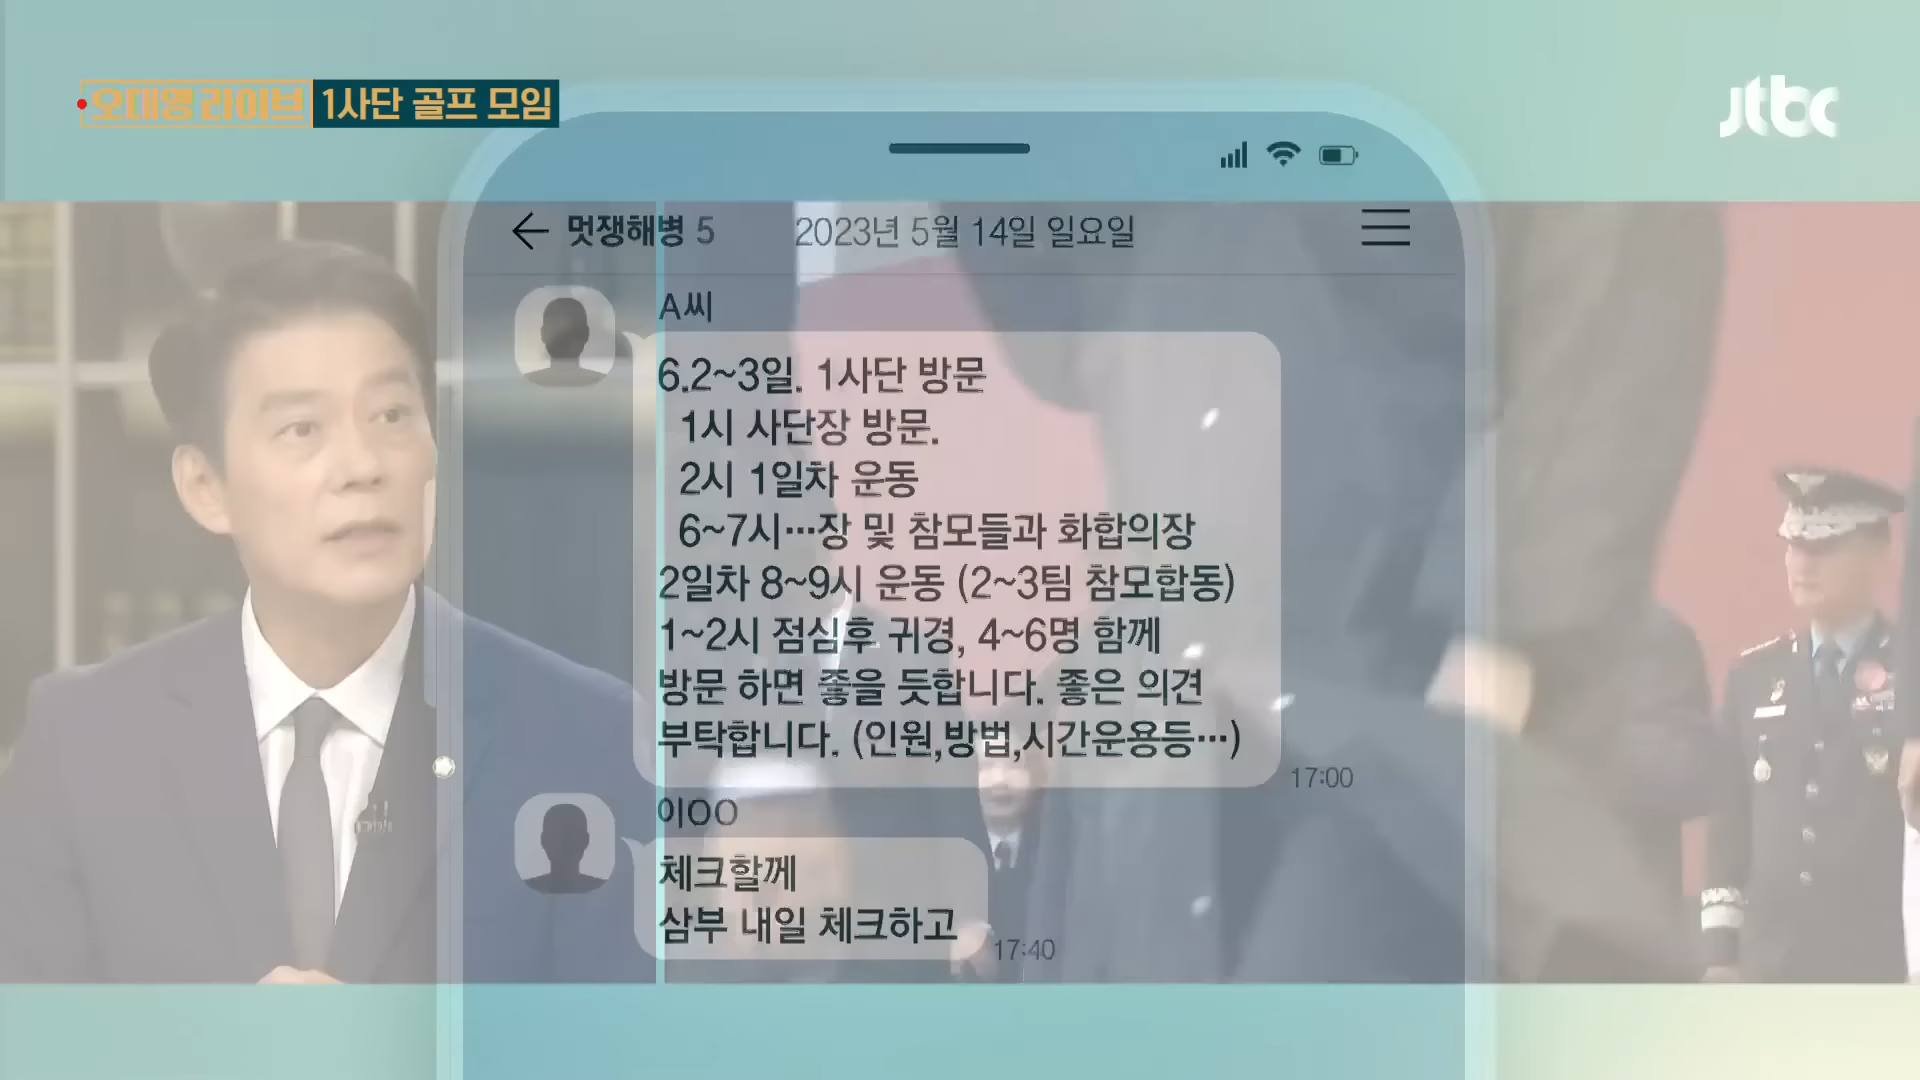 오대영 라이브 1사단 골프 모임
jtbc
멋쟁해병 5 2023년 5월 14일 일요일
A씨
6.2~3일. 1사단 방문
1시 사단장 방문.
2시 1일차 운동
6~7시…장 및 참모들과 화합의장
2일차 8~9시 운동 (2~3팀 참모합동)
1~2시 점심후 귀경, 4~6명 함께
방문 하면 좋을 듯합니다. 좋은 의견
부탁합니다. (인원,방법,시간운용등…)
17:00
이OO
체크할께
삼부 내일 체크하고
17:40